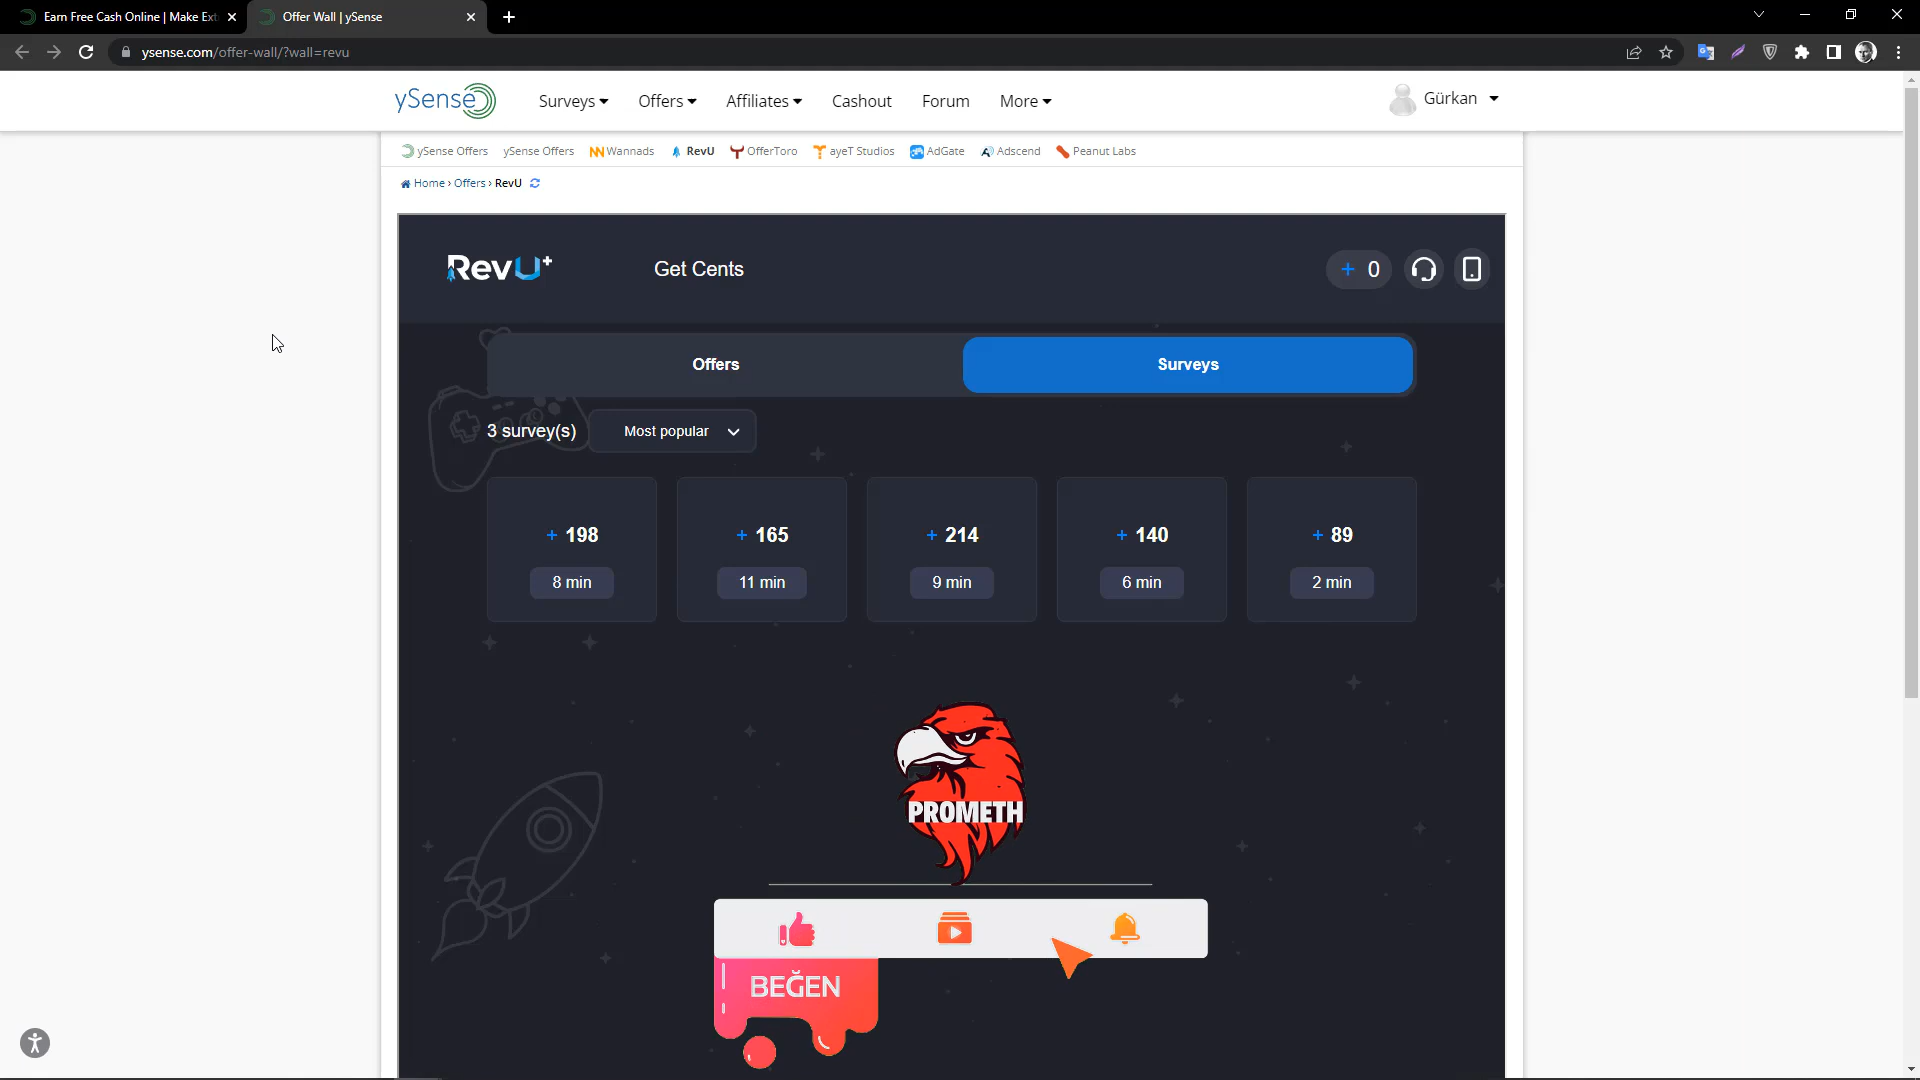 Earn Free Cash Online | Make Ext
Offer Wall | ySense
ysense.com/offer-wall/?wall=revu
ySense
Surveys
Offers
Affiliates
Cashout
Forum
More
Gürkan
ySense Offers
ySense Offers
Wannads
RevU
OfferToro
ayeT Studios
AdGate
Adscend
Peanut Labs
Home › Offers › RevU
RevU+
Get Cents
+ 0
Offers
Surveys
3 survey(s)
Most popular
+ 198
+ 165
+ 214
+ 140
+ 89
8 min
11 min
9 min
6 min
2 min
PROMETH
BEĞEN